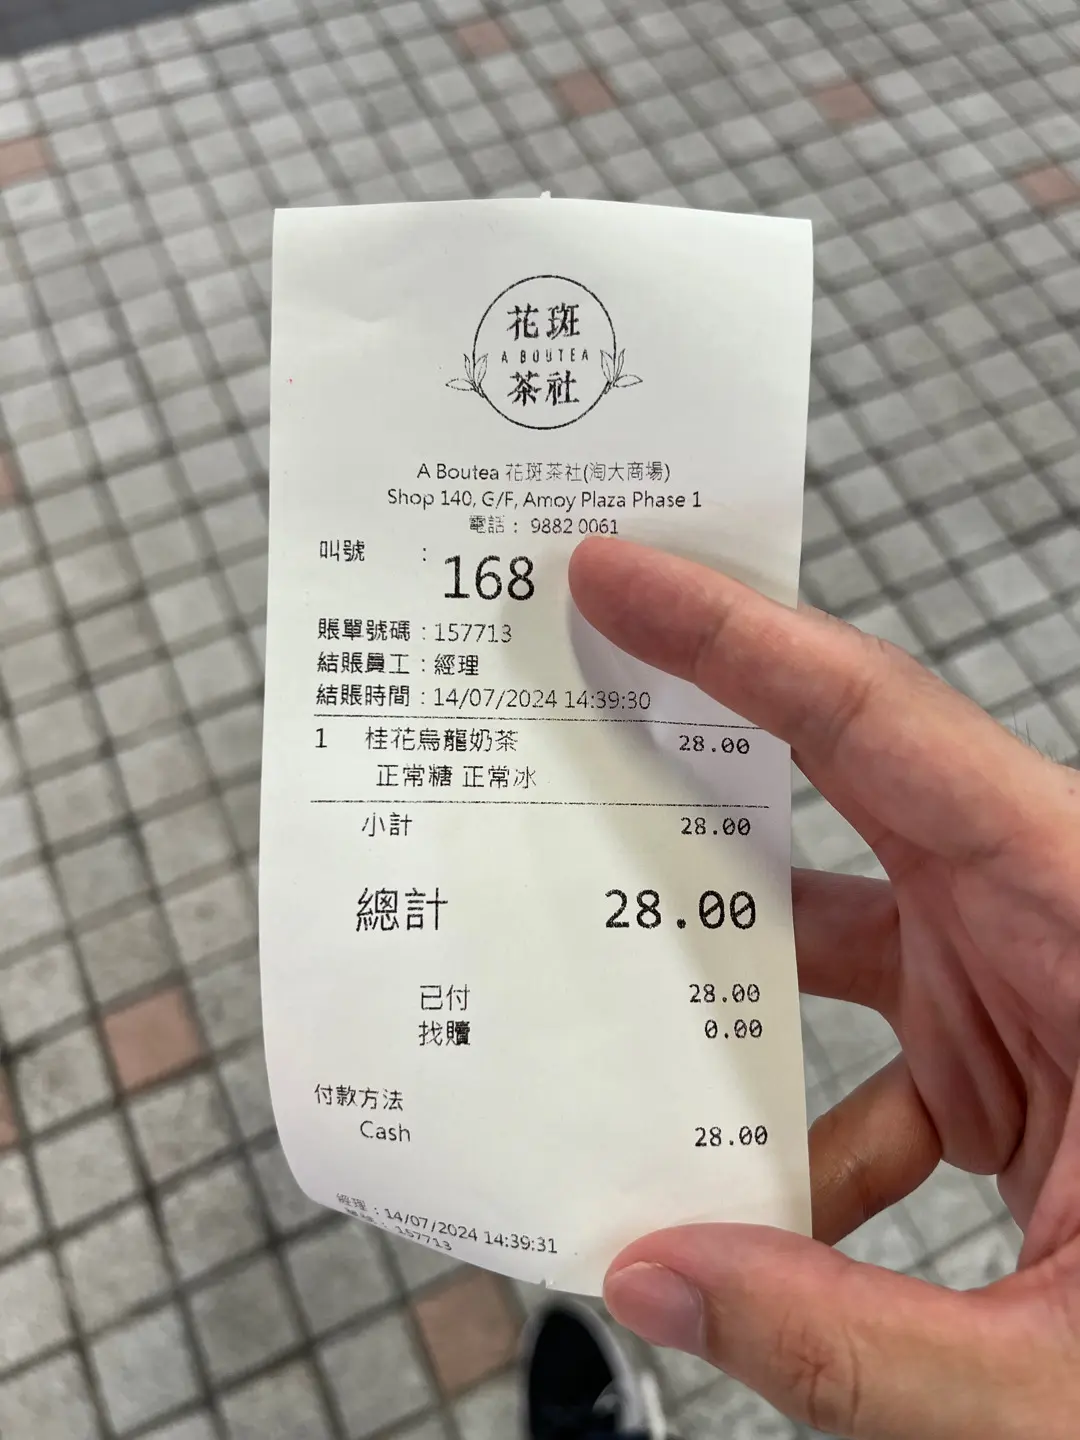 花斑
A BOUTEA
茶社
A Boutea 花斑茶社(淘大商場)
Shop 140, G/F, Amoy Plaza Phase 1
電話： 9882 0061
叫號 : 168
賬單號碼 : 157713
結賬員工 : 經理
結賬時間 : 14/07/2024 14:39:30
1 桂花烏龍奶茶 28.00
正常糖 正常冰
小計 28.00
總計 28.00
已付 28.00
找贖 0.00
付款方法
Cash 28.00
經理 : 14/07/2024 14:39:31
: 157713